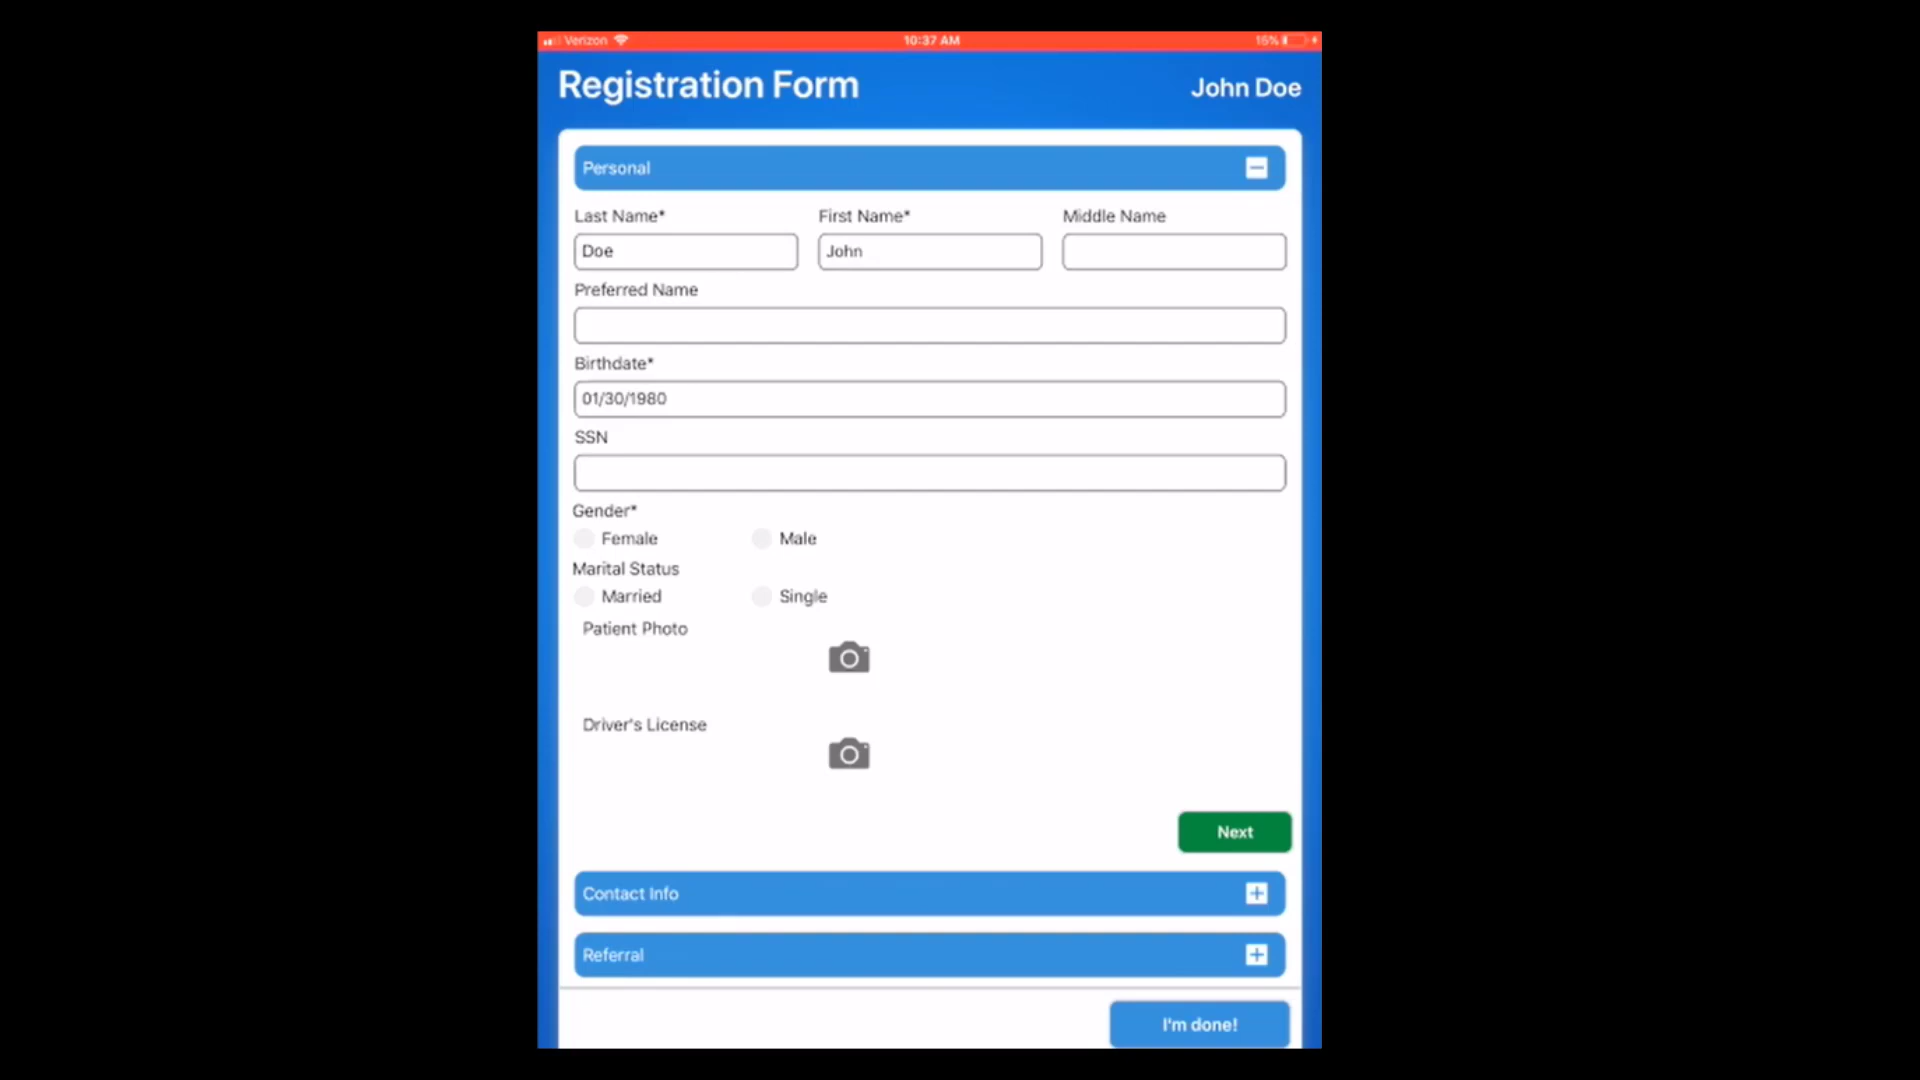 Verizon 10:37 AM 15%
Registration Form John Doe
Personal
Last Name* First Name* Middle Name
Doe John
Preferred Name
Birthdate*
01/30/1980
SSN
Gender*
Female Male
Marital Status
Married Single
Patient Photo
Driver's License
Next
Contact Info
Referral
I'm done!